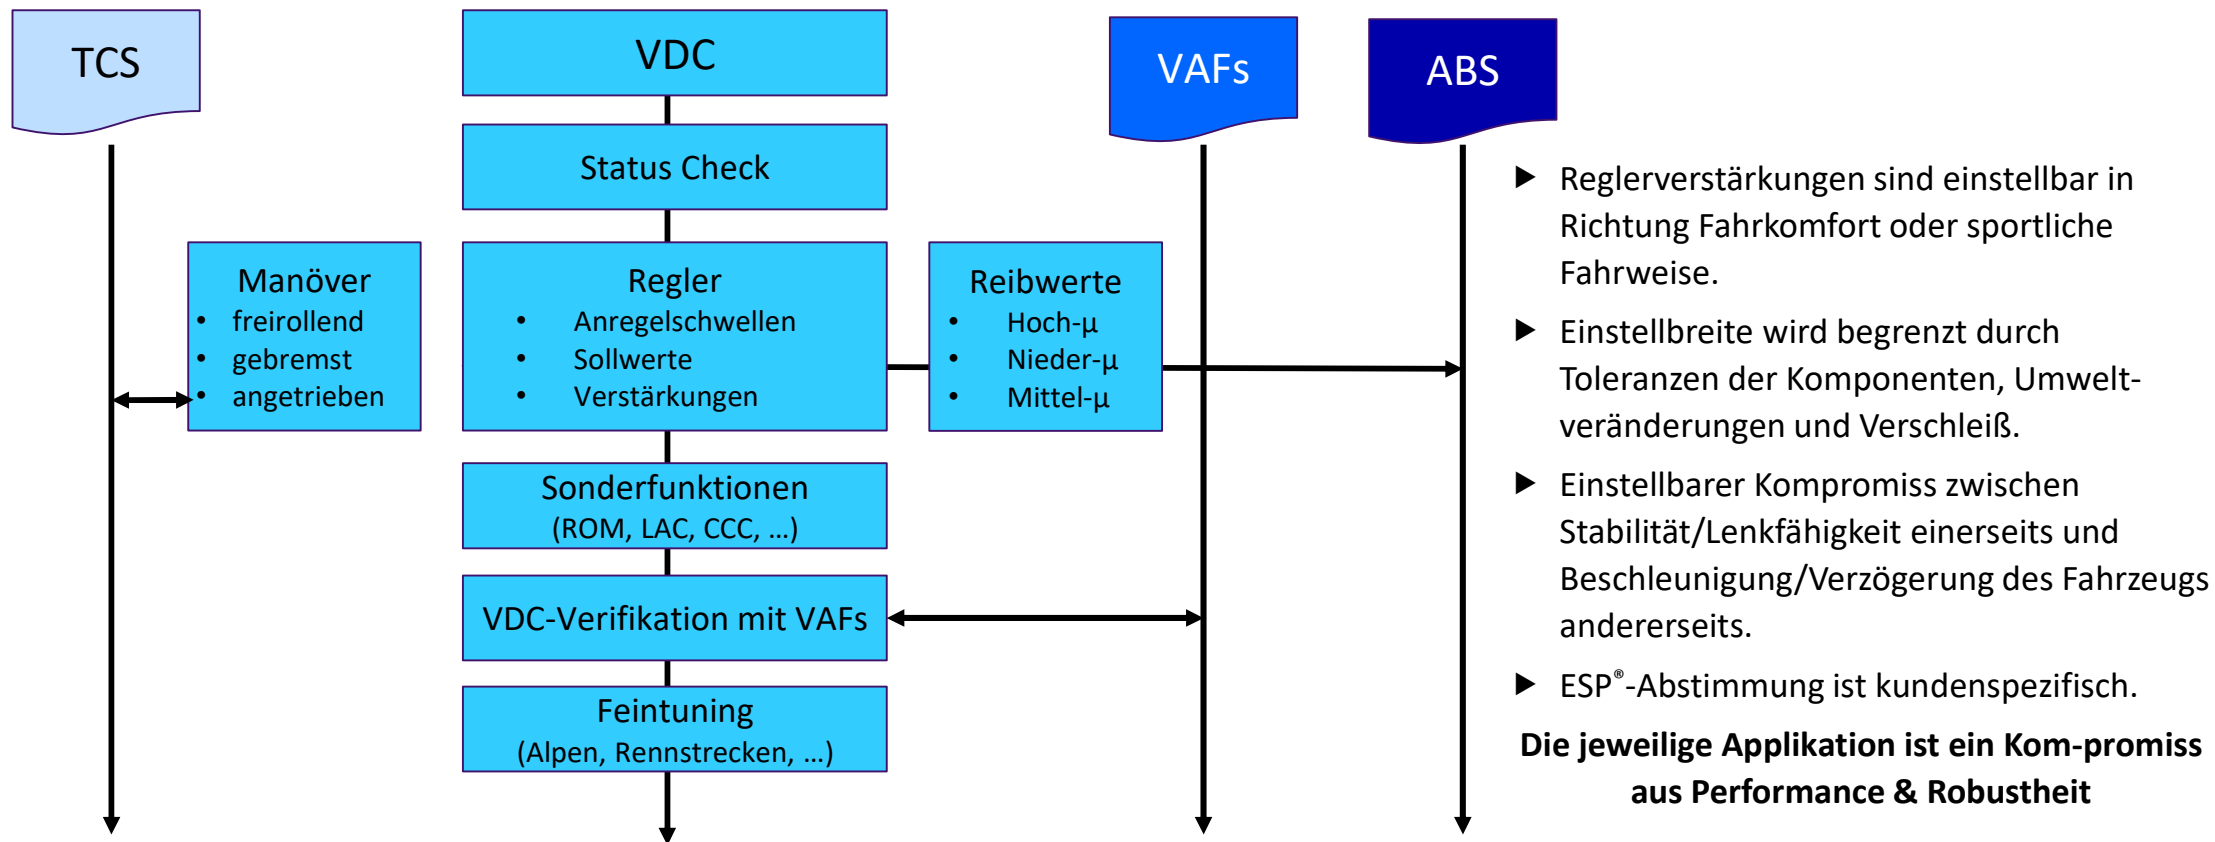 TCS
VDC
VAFs
ABS
Status Check
Manöver
• freirollend
• gebremst
• angetrieben
Regler
• Anregelschwellen
• Sollwerte
• Verstärkungen
Reibwerte
• Hoch-µ
• Nieder-µ
• Mittel-µ
Sonderfunktionen
(ROM, LAC, CCC, ...)
VDC-Verifikation mit VAFs
Feintuning
(Alpen, Rennstrecken, ...)
▶ Reglerverstärkungen sind einstellbar in
Richtung Fahrkomfort oder sportliche
Fahrweise.
▶ Einstellbreite wird begrenzt durch
Toleranzen der Komponenten, Umwelt-
veränderungen und Verschleiß.
▶ Einstellbarer Kompromiss zwischen
Stabilität/Lenkfähigkeit einerseits und
Beschleunigung/Verzögerung des Fahrzeugs
andererseits.
▶ ESP®-Abstimmung ist kundenspezifisch.
Die jeweilige Applikation ist ein Kom-promiss
aus Performance & Robustheit